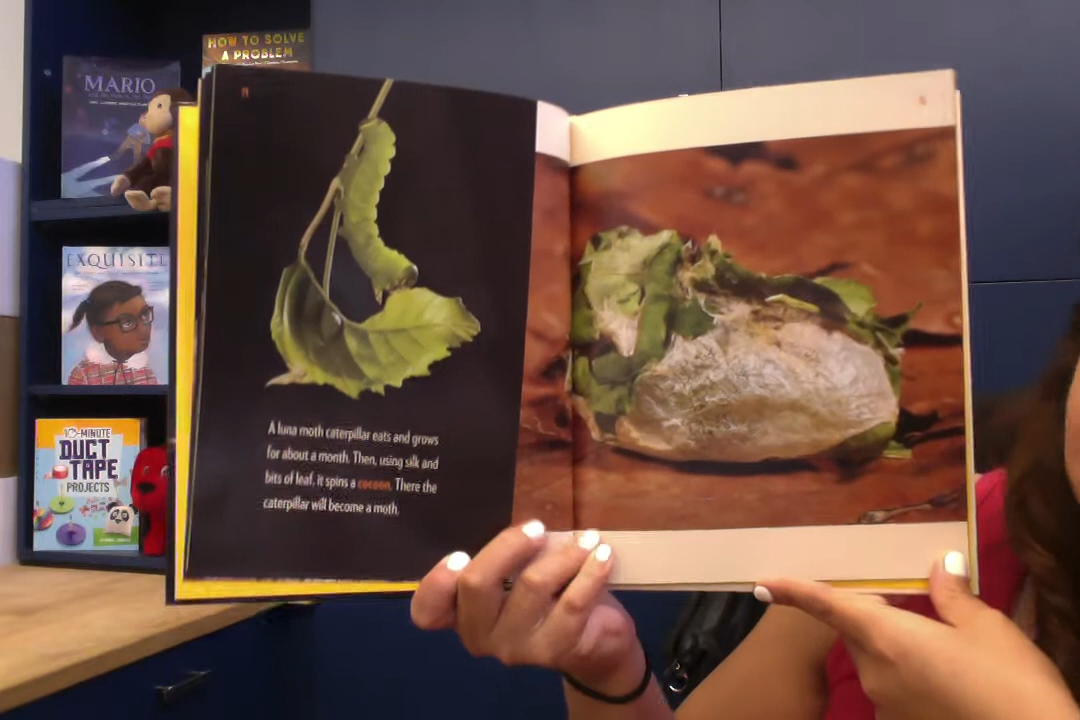 HOW TO SOLVE
A PROBLEM
MARIO
EXQUISITE
10-MINUTE
DUCT
TAPE
PROJECTS
A luna moth caterpillar eats and grows
for about a month. Then, using silk and
bits of leaf, it spins a cocoon. There the
caterpillar will become a moth.